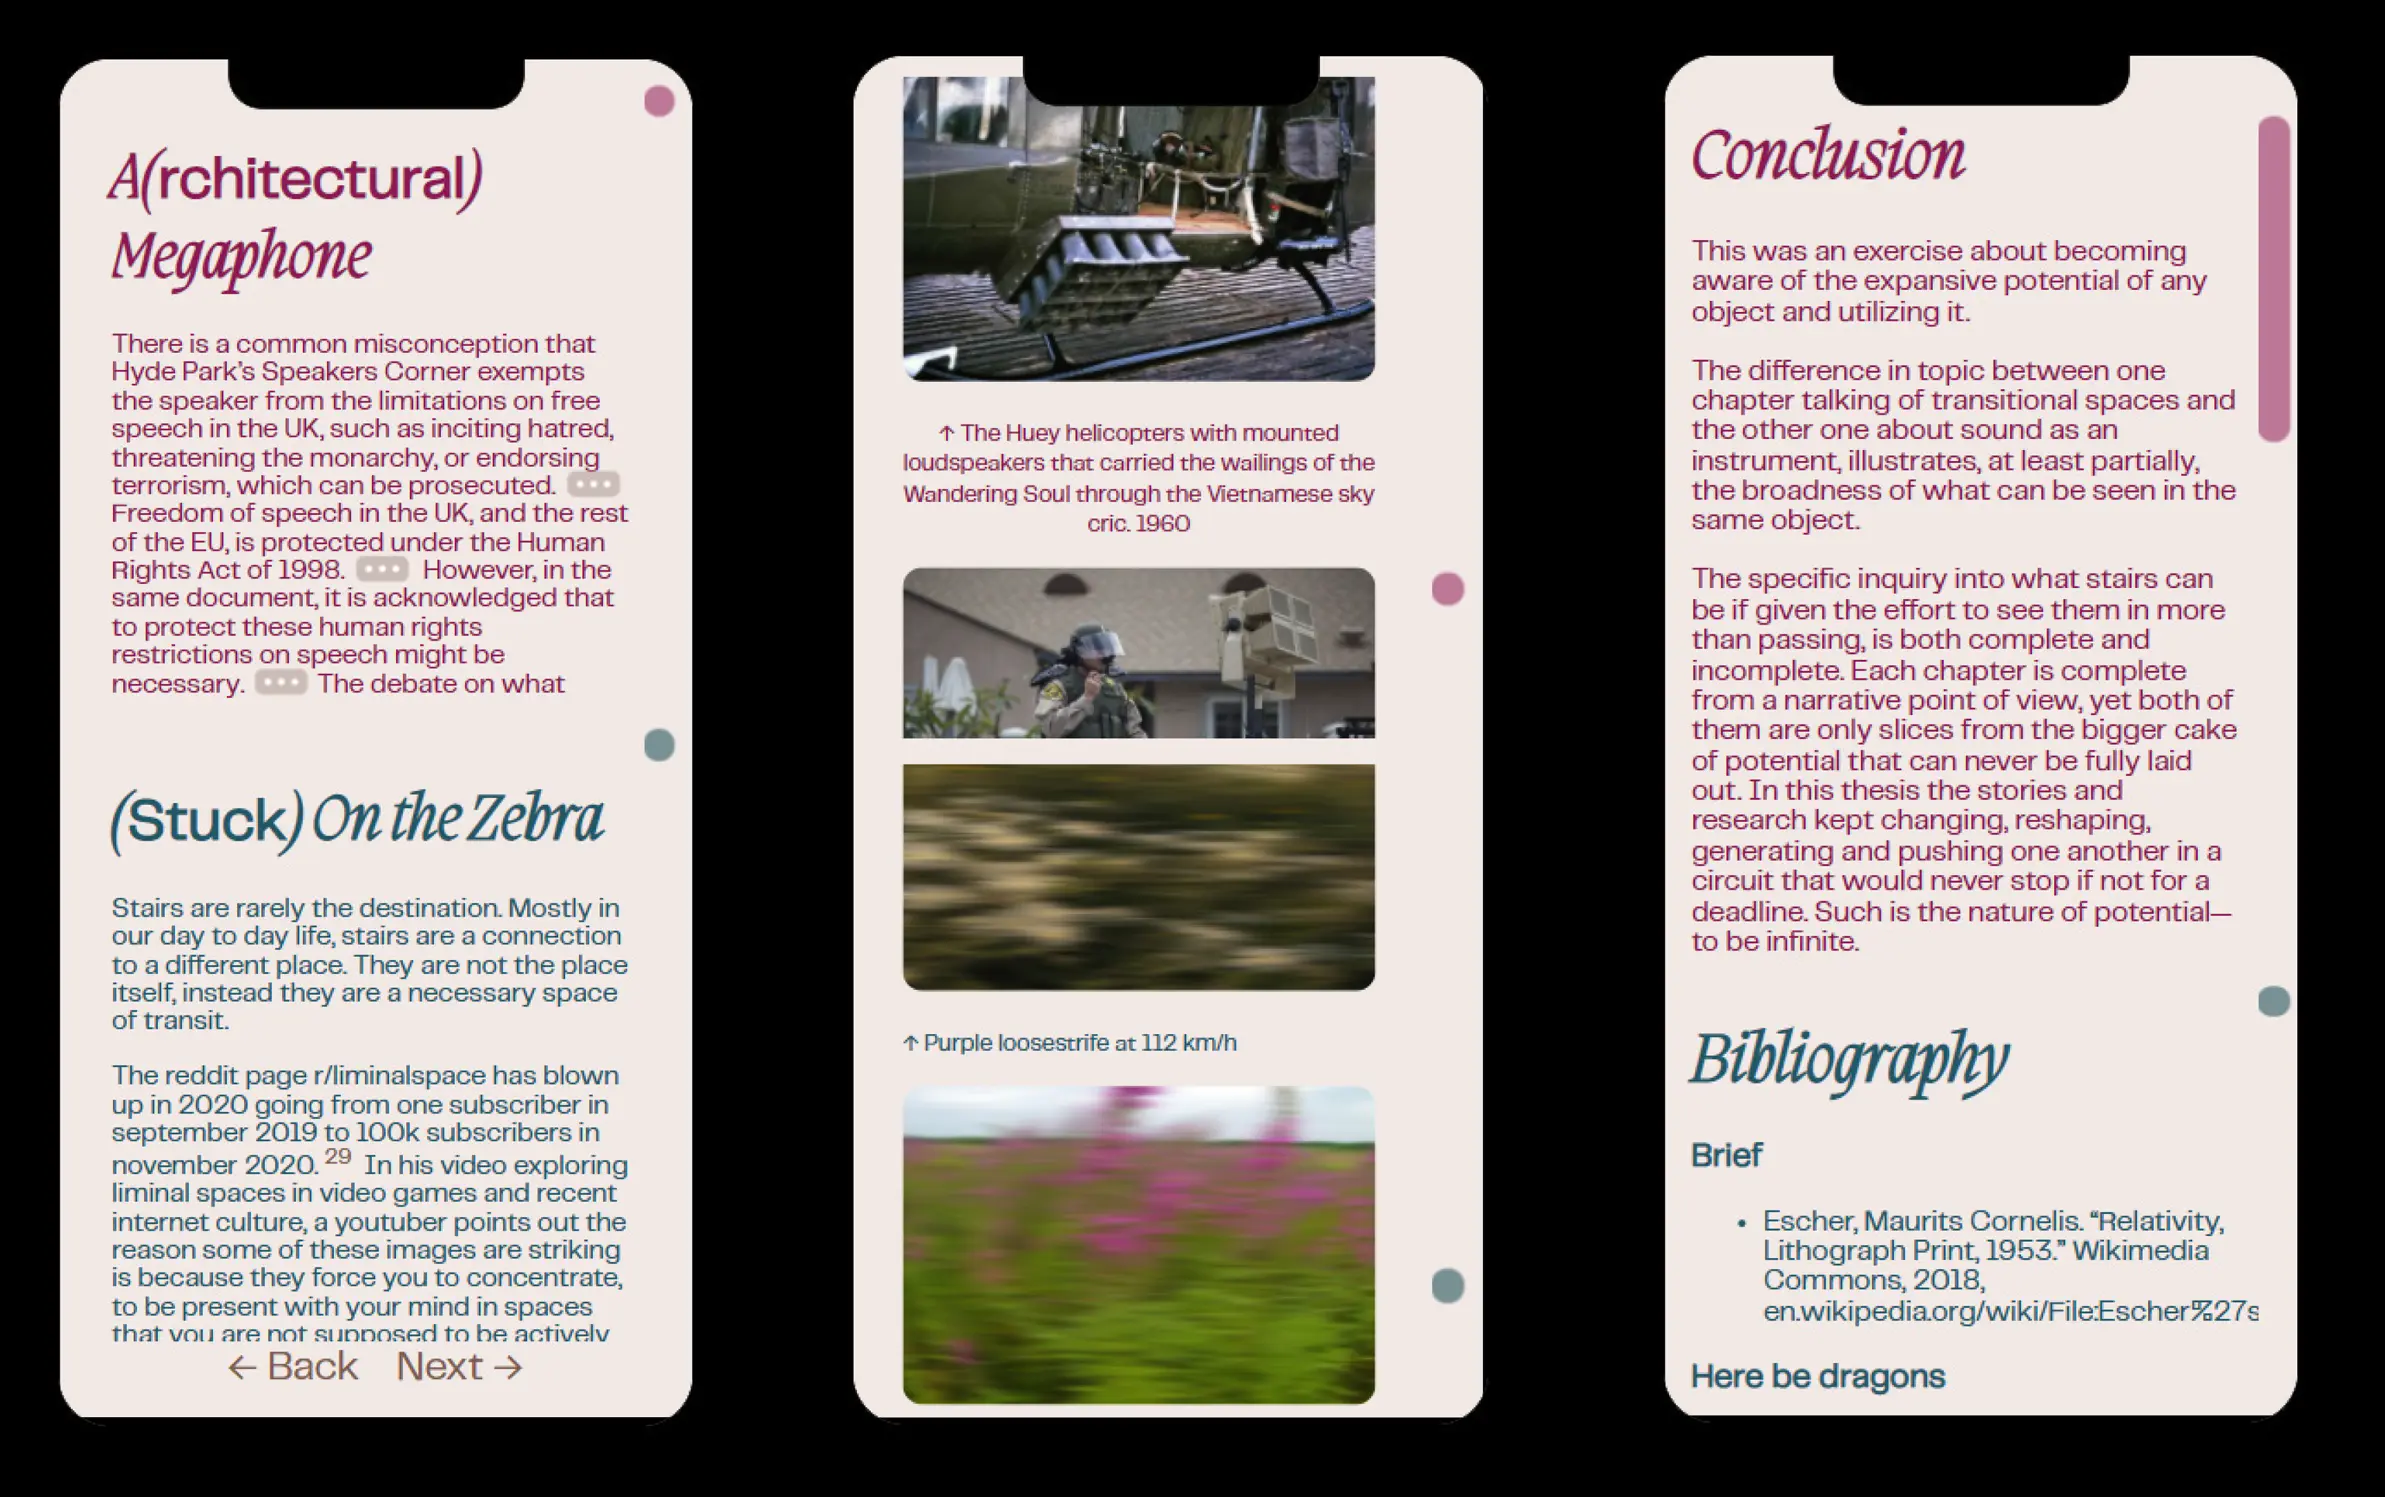 A(rchitectural)
Megaphone
There is a common misconception that
Hyde Park's Speakers Corner exempts
the speaker from the limitations on free
speech in the UK, such as inciting hatred,
threatening the monarchy, or endorsing
terrorism, which can be prosecuted. •••
Freedom of speech in the UK, and the rest
of the EU, is protected under the Human
Rights Act of 1998. ••• However, in the
same document, it is acknowledged that
to protect these human rights
restrictions on speech might be
necessary. ••• The debate on what
(Stuck) On the Zebra
Stairs are rarely the destination. Mostly in
our day to day life, stairs are a connection
to a different place. They are not the place
itself, instead they are a necessary space
of transit.
The reddit page r/liminalspace has blown
up in 2020 going from one subscriber in
september 2019 to 100k subscribers in
november 2020. 29 In his video exploring
liminal spaces in video games and recent
internet culture, a youtuber points out the
reason some of these images are striking
is because they force you to concentrate,
to be present with your mind in spaces
that you are not supposed to be actively
← Back Next →
↑ The Huey helicopters with mounted
loudspeakers that carried the wailings of the
Wandering Soul through the Vietnamese sky
cric. 1960
↑ Purple loosestrife at 112 km/h
Conclusion
This was an exercise about becoming
aware of the expansive potential of any
object and utilizing it.
The difference in topic between one
chapter talking of transitional spaces and
the other one about sound as an
instrument, illustrates, at least partially,
the broadness of what can be seen in the
same object.
The specific inquiry into what stairs can
be if given the effort to see them in more
than passing, is both complete and
incomplete. Each chapter is complete
from a narrative point of view, yet both of
them are only slices from the bigger cake
of potential that can never be fully laid
out. In this thesis the stories and
research kept changing, reshaping,
generating and pushing one another in a
circuit that would never stop if not for a
deadline. Such is the nature of potential—
to be infinite.
Bibliography
Brief
• Escher, Maurits Cornelis. “Relativity,
Lithograph Print, 1953.” Wikimedia
Commons, 2018,
en.wikipedia.org/wiki/File:Escher%27s
Here be dragons